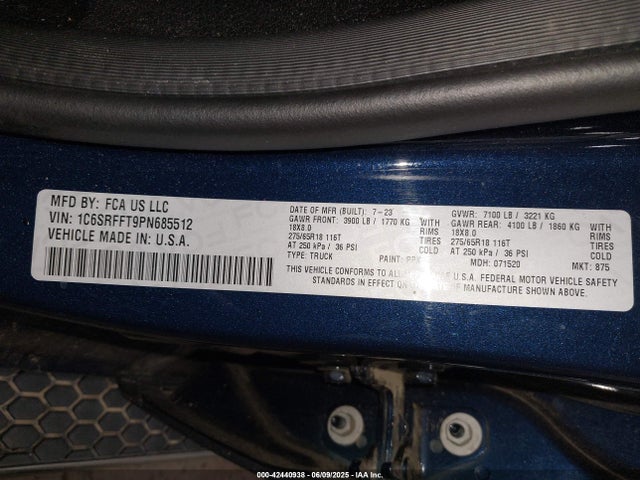 MFD BY: FCA US LLC
VIN: 1C6SRFFT9PN685512
VEHICLE MADE IN: U.S.A.
DATE OF MFR (BUILT): 7-23
GVWR: 7100 LB / 3221 KG
GAWR FRONT: 3900 LB / 1770 KG WITH
GAWR REAR: 4100 LB / 1860 KG WITH
18X8.0 RIMS
18X8.0 RIMS
275/65R18 116T TIRES
275/65R18 116T TIRES
AT 250 kPa / 36 PSI COLD
AT 250 kPa / 36 PSI COLD
TYPE: TRUCK PAINT: MDH: 071520 MKT: 875
THIS VEHICLE CONFORMS TO ALL APPLICABLE U.S.A. FEDERAL MOTOR VEHICLE SAFETY
STANDARDS IN EFFECT ON THE DATE OF MANUFACTURE SHOWN ABOVE.
000-42440938 - 06/09/2025 - IAA Inc.